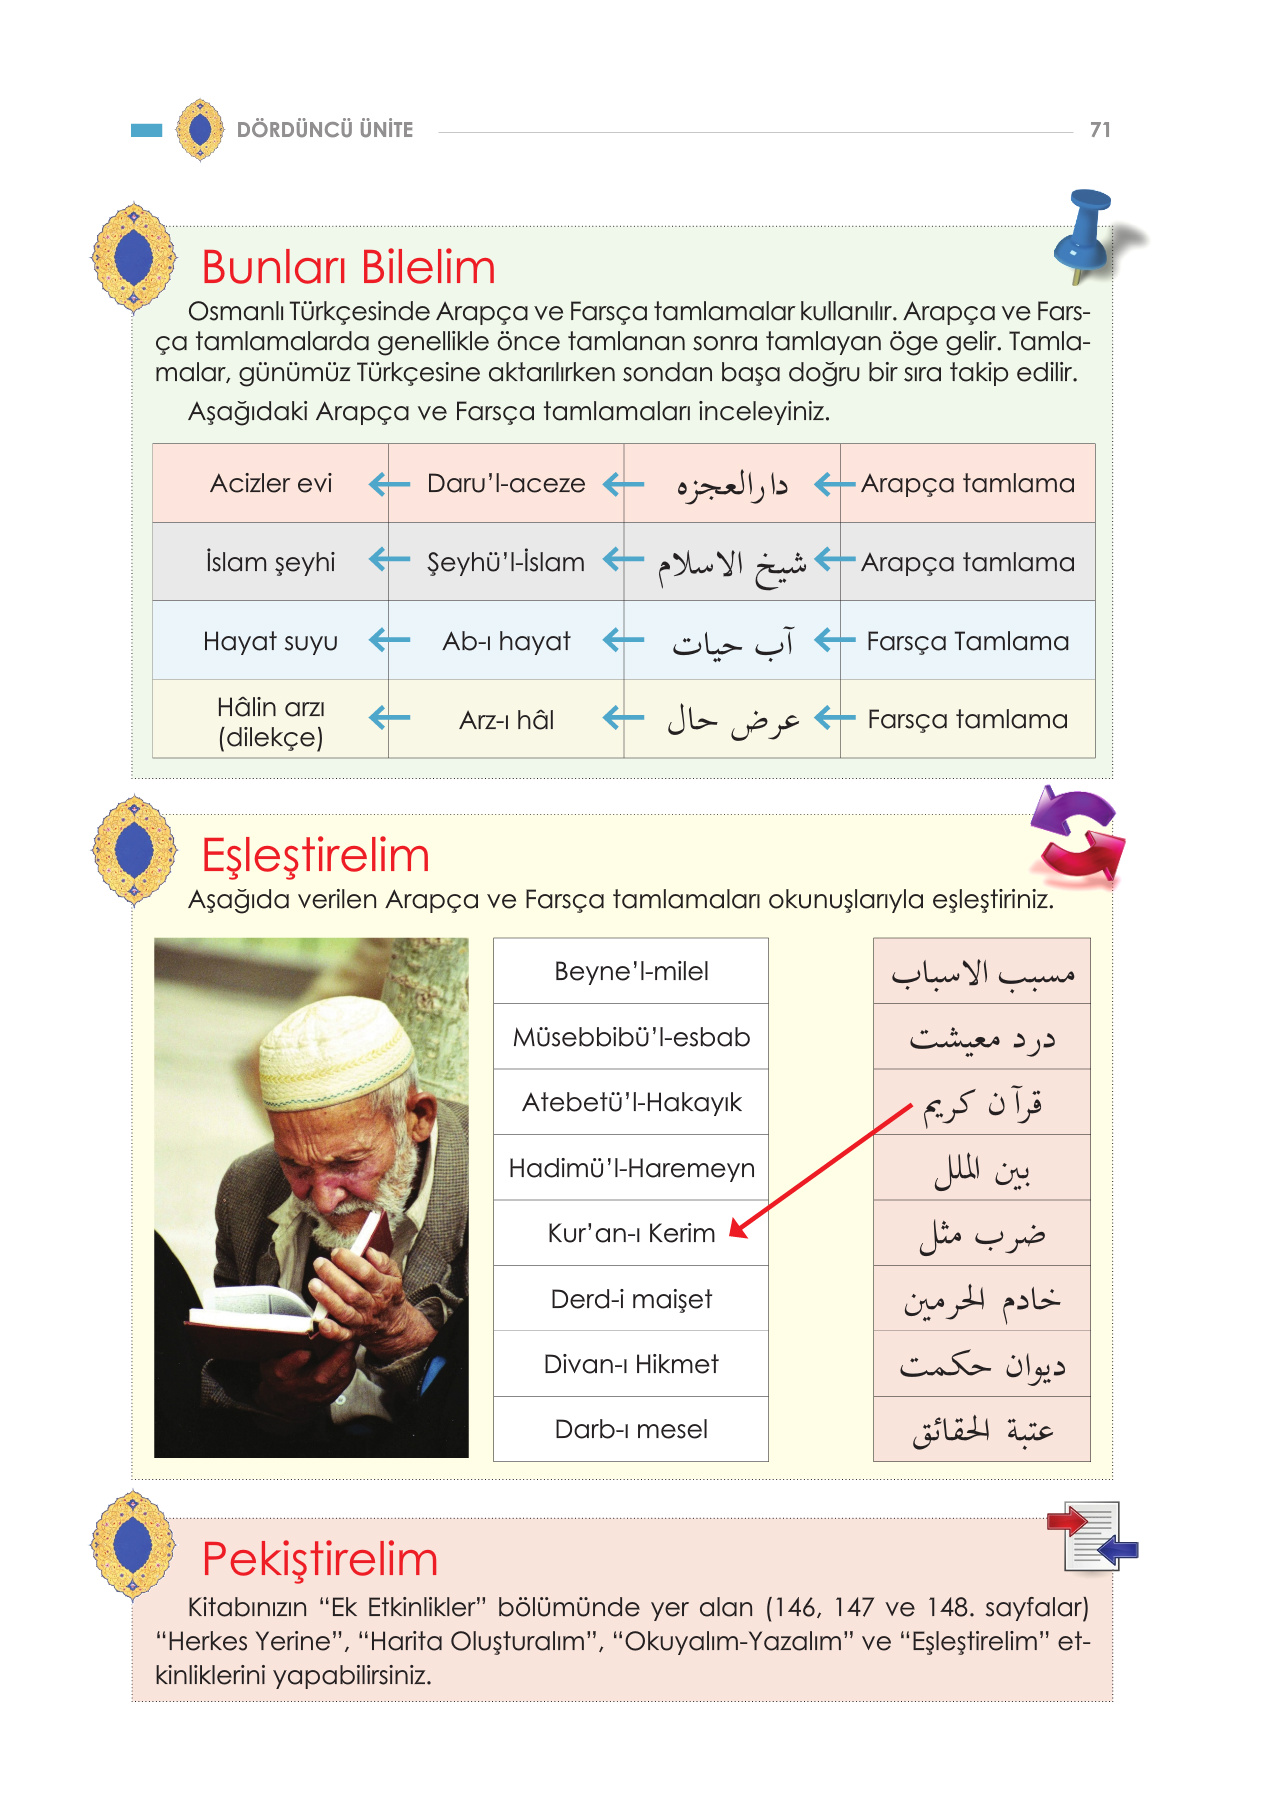 DÖRDÜNCÜ ÜNİTE 71
Bunları Bilelim
Osmanlı Türkçesinde Arapça ve Farsça tamlamalar kullanılır. Arapça ve Fars-
ça tamlamalarda genellikle önce tamlanan sonra tamlayan öge gelir. Tamla-
malar, günümüz Türkçesine aktarılırken sondan başa doğru bir sıra takip edilir.
Aşağıdaki Arapça ve Farsça tamlamaları inceleyiniz.
Acizler evi ← Daru’l-aceze ← دارالعجزه ← Arapça tamlama
İslam şeyhi ← Şeyhü’l-İslam ← شيخ الاسلام ← Arapça tamlama
Hayat suyu ← Ab-ı hayat ← آب حيات ← Farsça Tamlama
Hâlin arzı
(dilekçe) ← Arz-ı hâl ← عرض حال ← Farsça tamlama
Eşleştirelim
Aşağıda verilen Arapça ve Farsça tamlamaları okunuşlarıyla eşleştiriniz.
Beyne’l-milel مسبب الاسباب
Müsebbibü’l-esbab درد معيشت
Atebetü’l-Hakayık قرآن كريم
Hadimü’l-Haremeyn بين الملل
Kur’an-ı Kerim ضرب مثل
Derd-i maişet خادم الحرمين
Divan-ı Hikmet ديوان حكمت
Darb-ı mesel عتبة الحقائق
Pekiştirelim
Kitabınızın “Ek Etkinlikler” bölümünde yer alan (146, 147 ve 148. sayfalar)
“Herkes Yerine”, “Harita Oluşturalım”, “Okuyalım-Yazalım” ve “Eşleştirelim” et-
kinliklerini yapabilirsiniz.